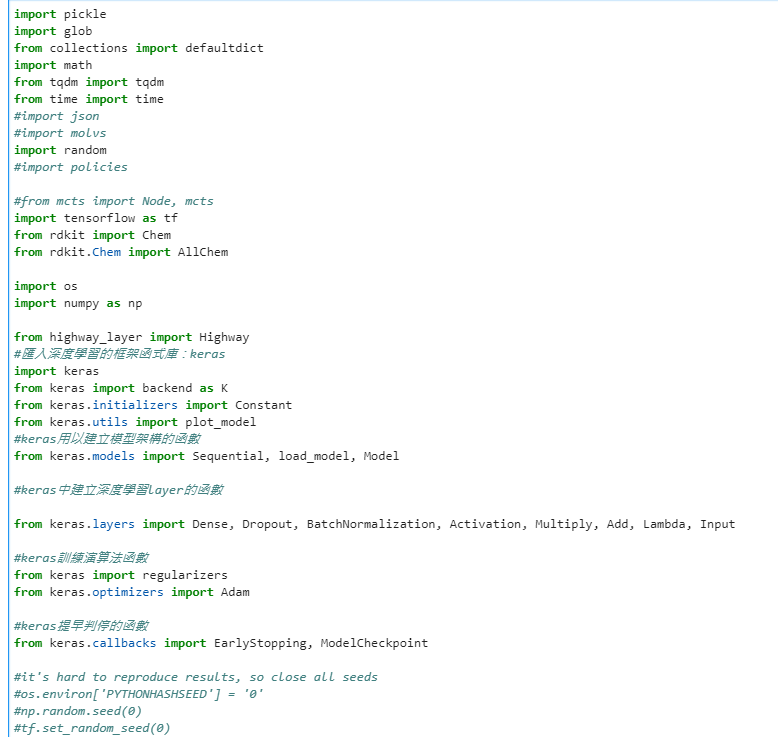 import pickle
import glob
from collections import defaultdict
import math
from tqdm import tqdm
from time import time
#import json
#import molvs
import random
#import policies
#from mcts import Node, mcts
import tensorflow as tf
from rdkit import Chem
from rdkit.Chem import AllChem
import os
import numpy as np
from highway_layer import Highway
#匯入深度學習的框架函式庫：keras
import keras
from keras import backend as K
from keras.initializers import Constant
from keras.utils import plot_model
#keras用以建立模型架構的函數
from keras.models import Sequential, load_model, Model
#keras中建立深度學習layer的函數
from keras.layers import Dense, Dropout, BatchNormalization, Activation, Multiply, Add, Lambda, Input
#keras訓練演算法函數
from keras import regularizers
from keras.optimizers import Adam
#keras提早判停的函數
from keras.callbacks import EarlyStopping, ModelCheckpoint
#it's hard to reproduce results, so close all seeds
#os.environ['PYTHONHASHSEED'] = '0'
#np.random.seed(0)
#tf.set_random_seed(0)